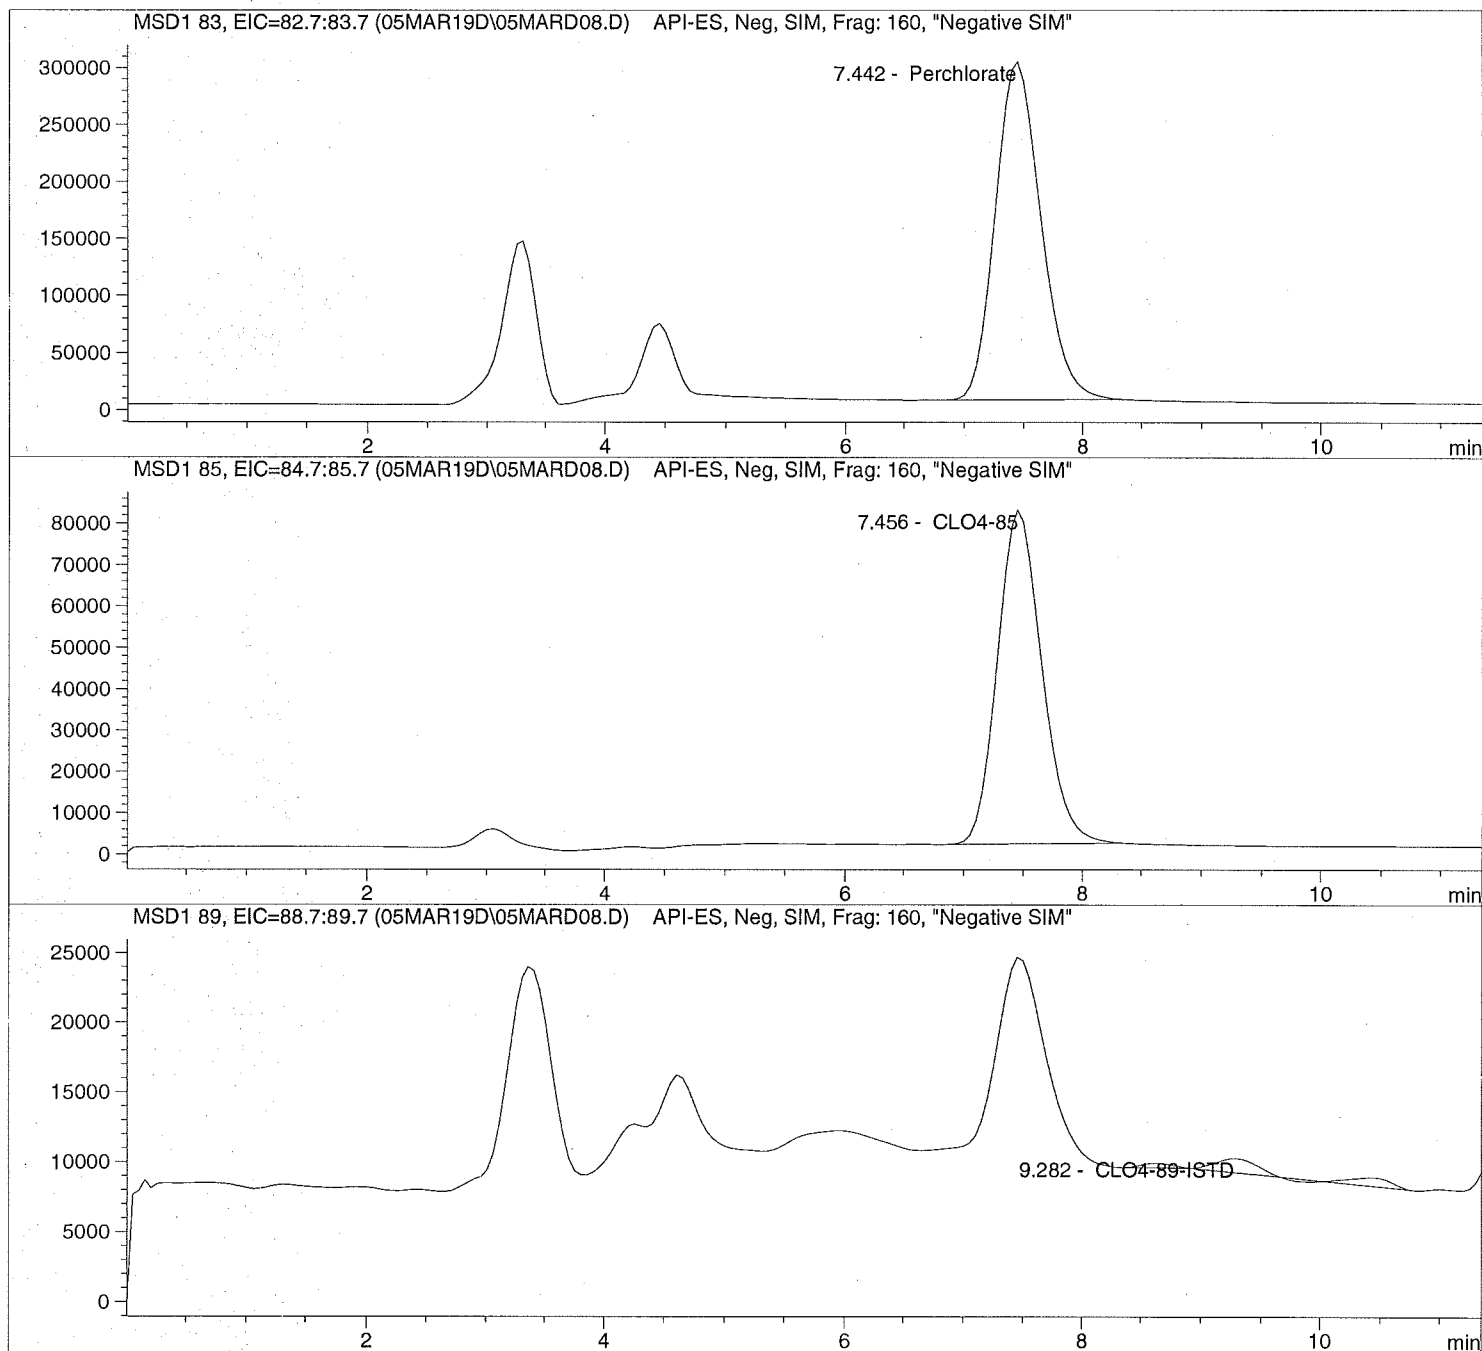 MSD1 83, EIC=82.7:83.7 (05MAR19D\05MARD08.D) API-ES, Neg, SIM, Frag: 160, "Negative SIM"
300000
7.442 - Perchlorate
250000
200000
150000
100000
50000
0
2 4 6 8 10 min
MSD1 85, EIC=84.7:85.7 (05MAR19D\05MARD08.D) API-ES, Neg, SIM, Frag: 160, "Negative SIM"
80000
7.456 - CLO4-85
70000
60000
50000
40000
30000
20000
10000
0
2 4 6 8 10 min
MSD1 89, EIC=88.7:89.7 (05MAR19D\05MARD08.D) API-ES, Neg, SIM, Frag: 160, "Negative SIM"
25000
20000
15000
10000
9.282 - CLO4-89-ISTD
5000
0
2 4 6 8 10 min